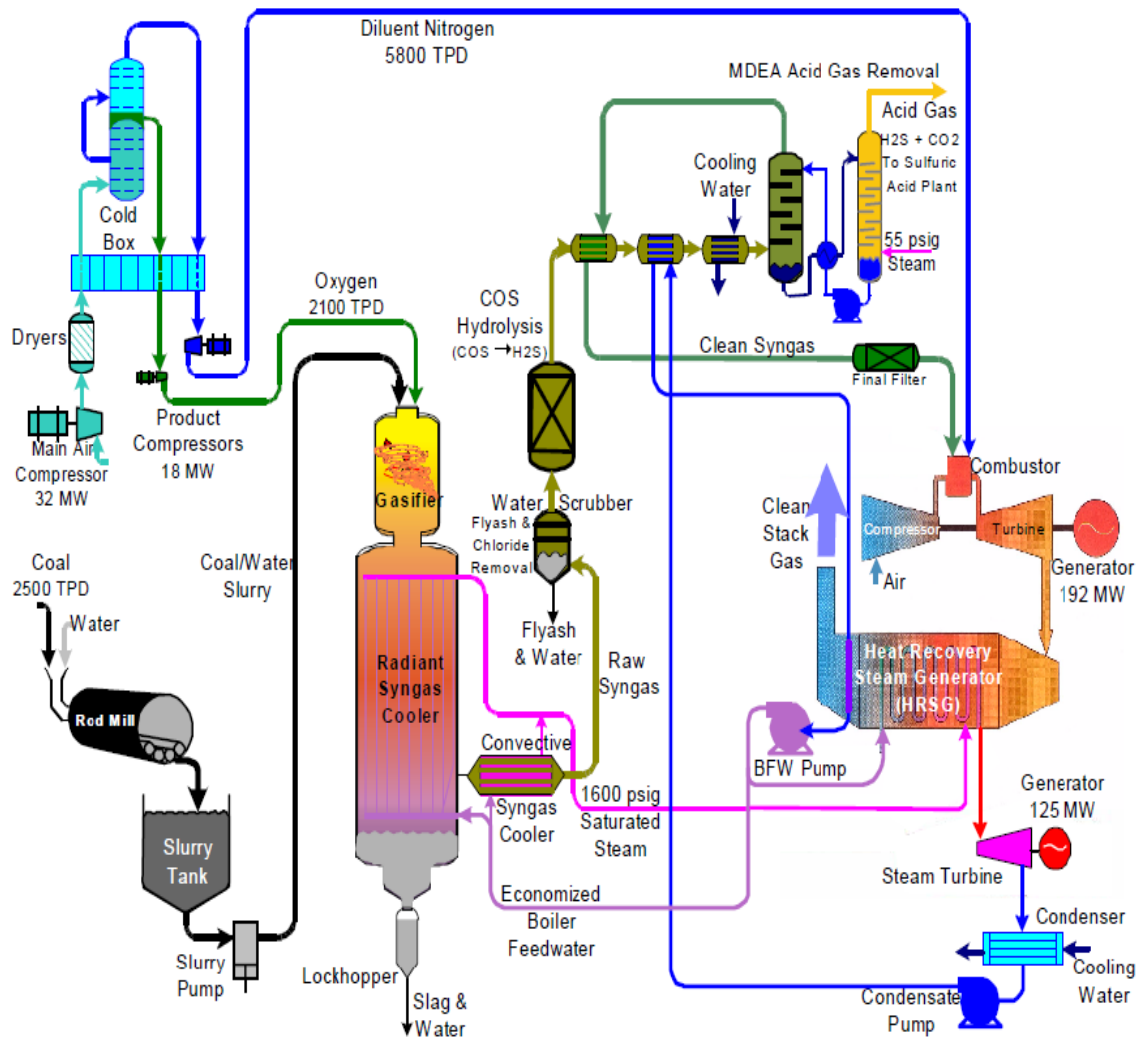 Diluent Nitrogen
5800 TPD
MDEA Acid Gas Removal
Acid Gas
H2S + CO2
To Sulfuric
Acid Plant
Cooling
Water
55 psig
Steam
Cold
Box
Oxygen
2100 TPD
COS
Hydrolysis
(COS →H2S)
Dryers
Clean Syngas
Final Filter
Product
Compressors
18 MW
Main Air
Compressor
32 MW
Combustor
Gasifier
Water Scrubber
Flyash &
Chloride
Removal
Clean
Stack
Gas
Compressor
Turbine
Air
Generator
192 MW
Coal
2500 TPD
Water
Coal/Water
Slurry
Flyash
& Water
Raw
Syngas
Radiant
Syngas
Cooler
Heat Recovery
Steam Generator
(HRSG)
Rod Mill
Convective
Syngas
Cooler
BFW Pump
1600 psig
Saturated
Steam
Generator
125 MW
Slurry
Tank
Steam Turbine
Economized
Boiler
Feedwater
Condenser
Slurry
Pump
Lockhopper
Cooling
Water
Condensate
Pump
Slag &
Water